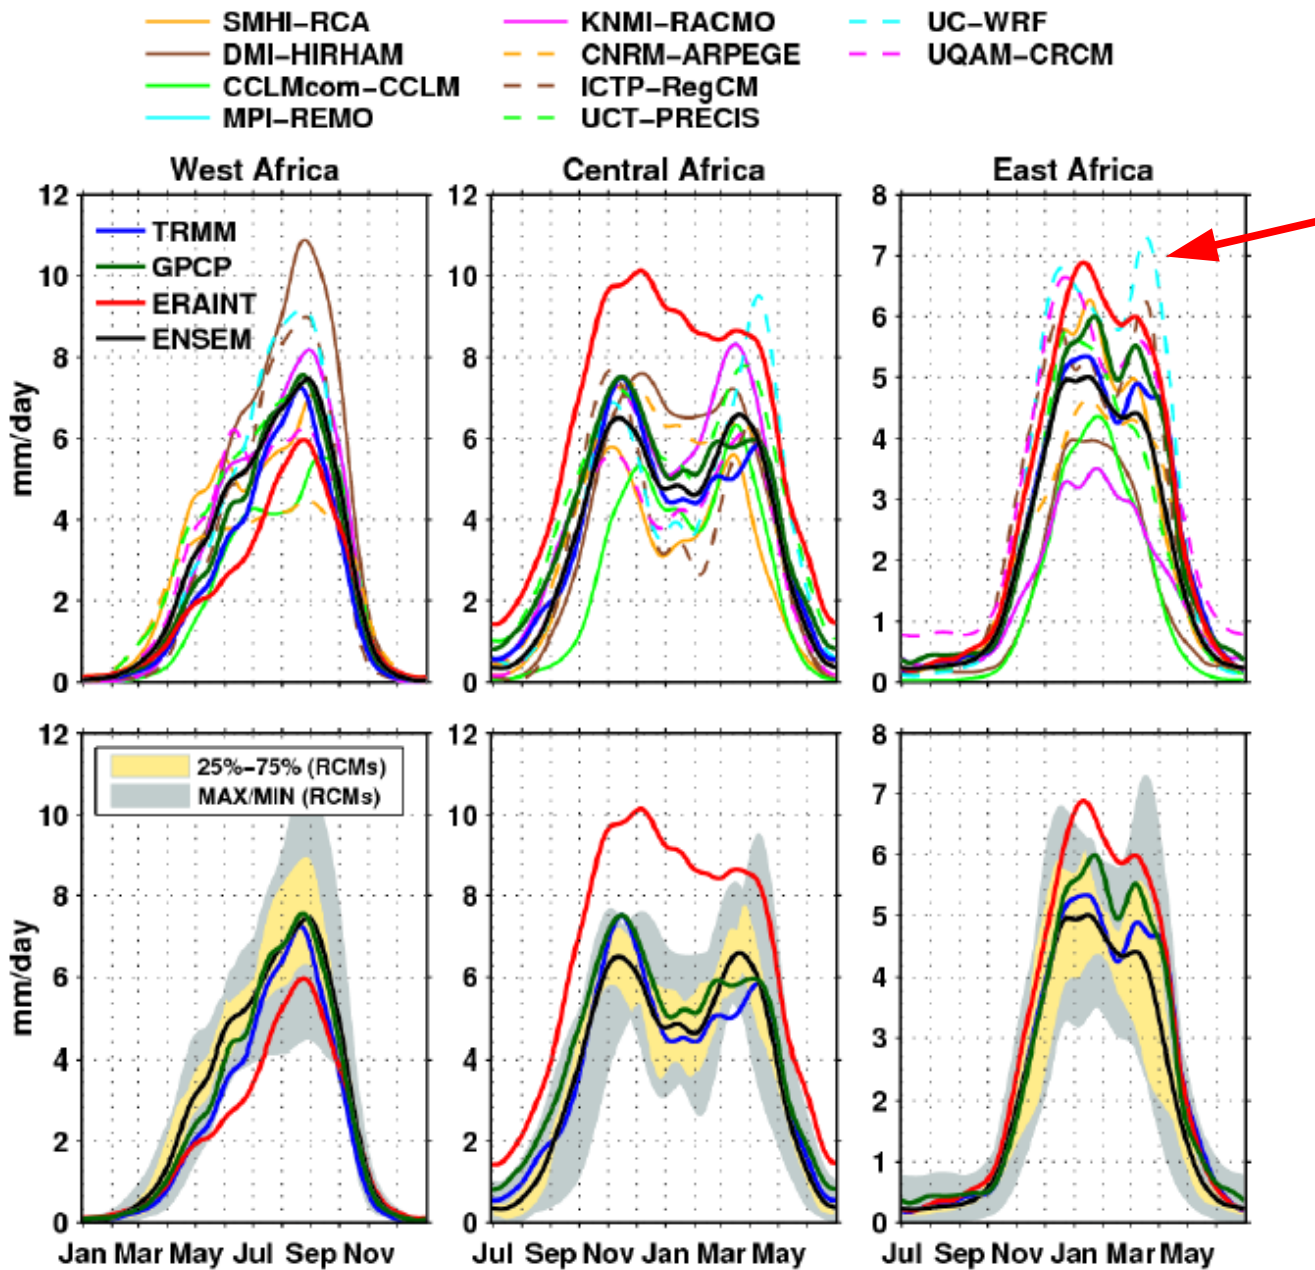 SMHI−RCA KNMI−RACMO UC−WRF
DMI−HIRHAM CNRM−ARPEGE UQAM−CRCM
CCLMcom−CCLM ICTP−RegCM
MPI−REMO UCT−PRECIS
West Africa Central Africa East Africa
12 12 8
TRMM
GPCP
ERAINT
ENSEM
10 10 7
8 8 6
5
6 6 4
4 4 3
2
2 2 1
0 0 0
mm/day
12 12 8
25%−75% (RCMs)
MAX/MIN (RCMs)
10 10 7
8 8 6
5
6 6 4
4 4 3
2
2 2 1
0 0 0
mm/day
Jan Mar May Jul Sep Nov Jul Sep Nov Jan Mar May Jul Sep Nov Jan Mar May